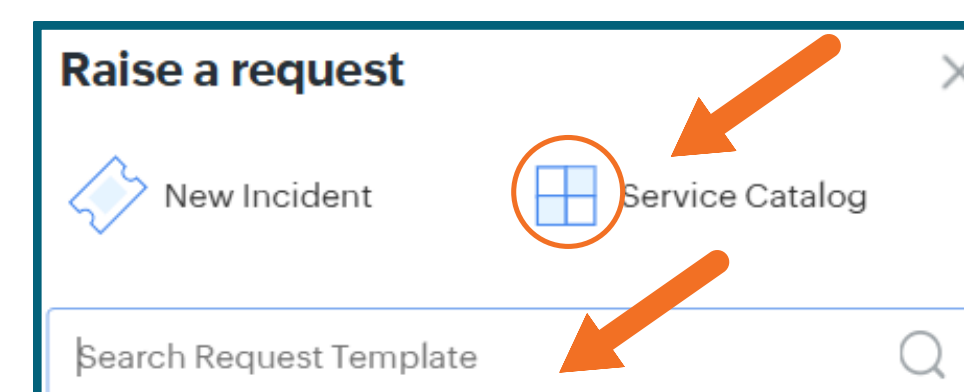 Raise a request
New Incident
Service Catalog
Search Request Template